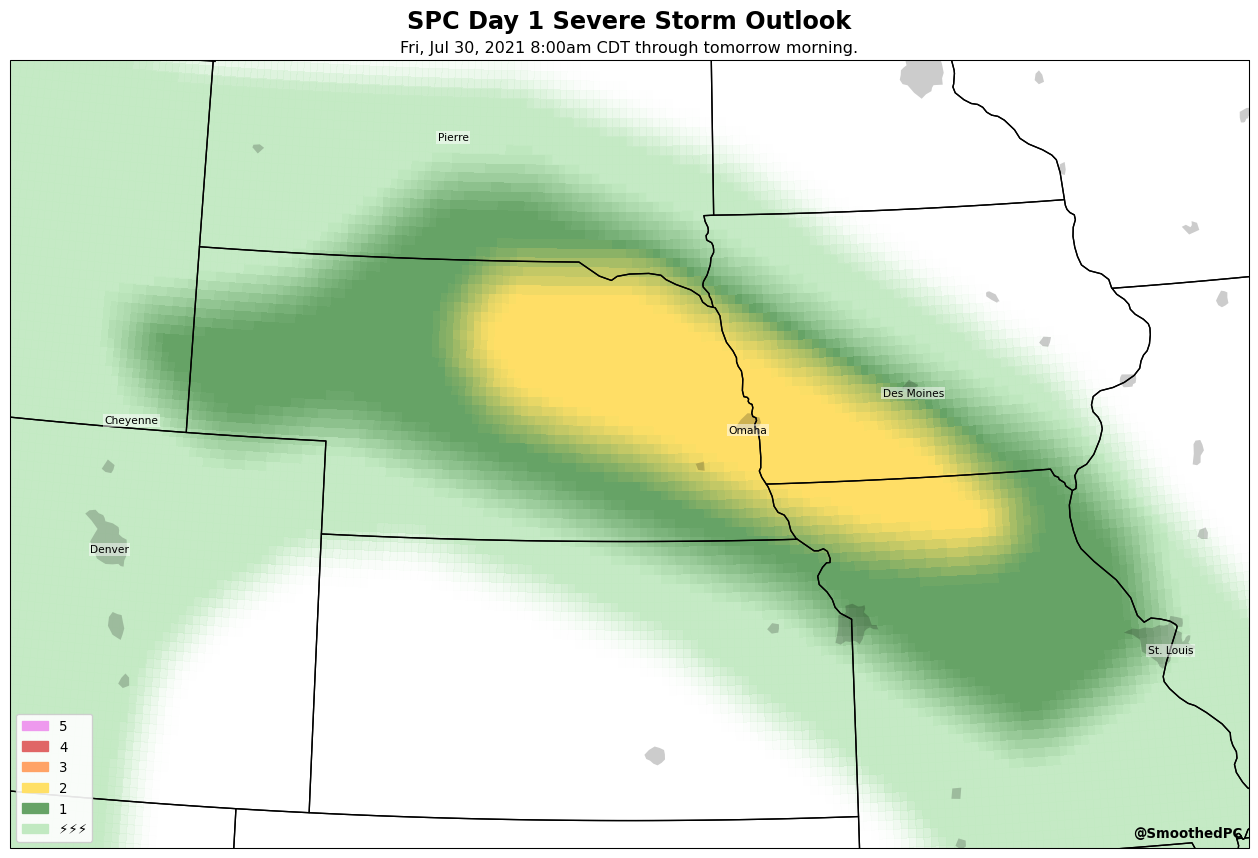 SPC Day 1 Severe Storm Outlook
Fri, Jul 30, 2021 8:00am CDT through tomorrow morning.
Pierre
Des Moines
Cheyenne
Omaha
Denver
St. Louis
5
4
3
2
1
⚡⚡⚡
@SmoothedPC